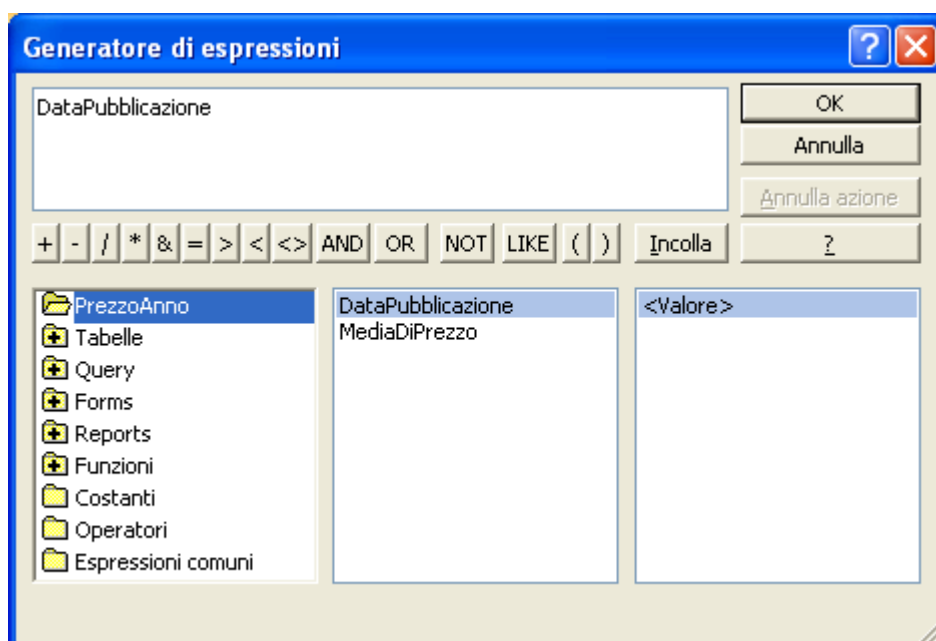 Generatore di espressioni
?
DataPubblicazione
OK
Annulla
Annulla azione
+ - / * & = > < <> AND OR NOT LIKE ( ) Incolla ?
PrezzoAnno
Tabelle
Query
Forms
Reports
Funzioni
Costanti
Operatori
Espressioni comuni
DataPubblicazione
MediaDiPrezzo
<Valore>